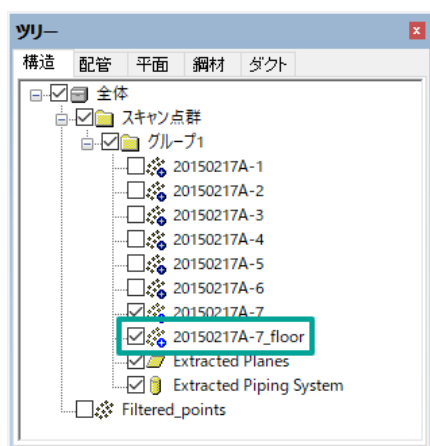 ツリー
構造 配管 平面 鋼材 ダクト
全体
スキャン点群
グループ1
20150217A-1
20150217A-2
20150217A-3
20150217A-4
20150217A-5
20150217A-6
20150217A-7
20150217A-7_floor
Extracted Planes
Extracted Piping System
Filtered_points